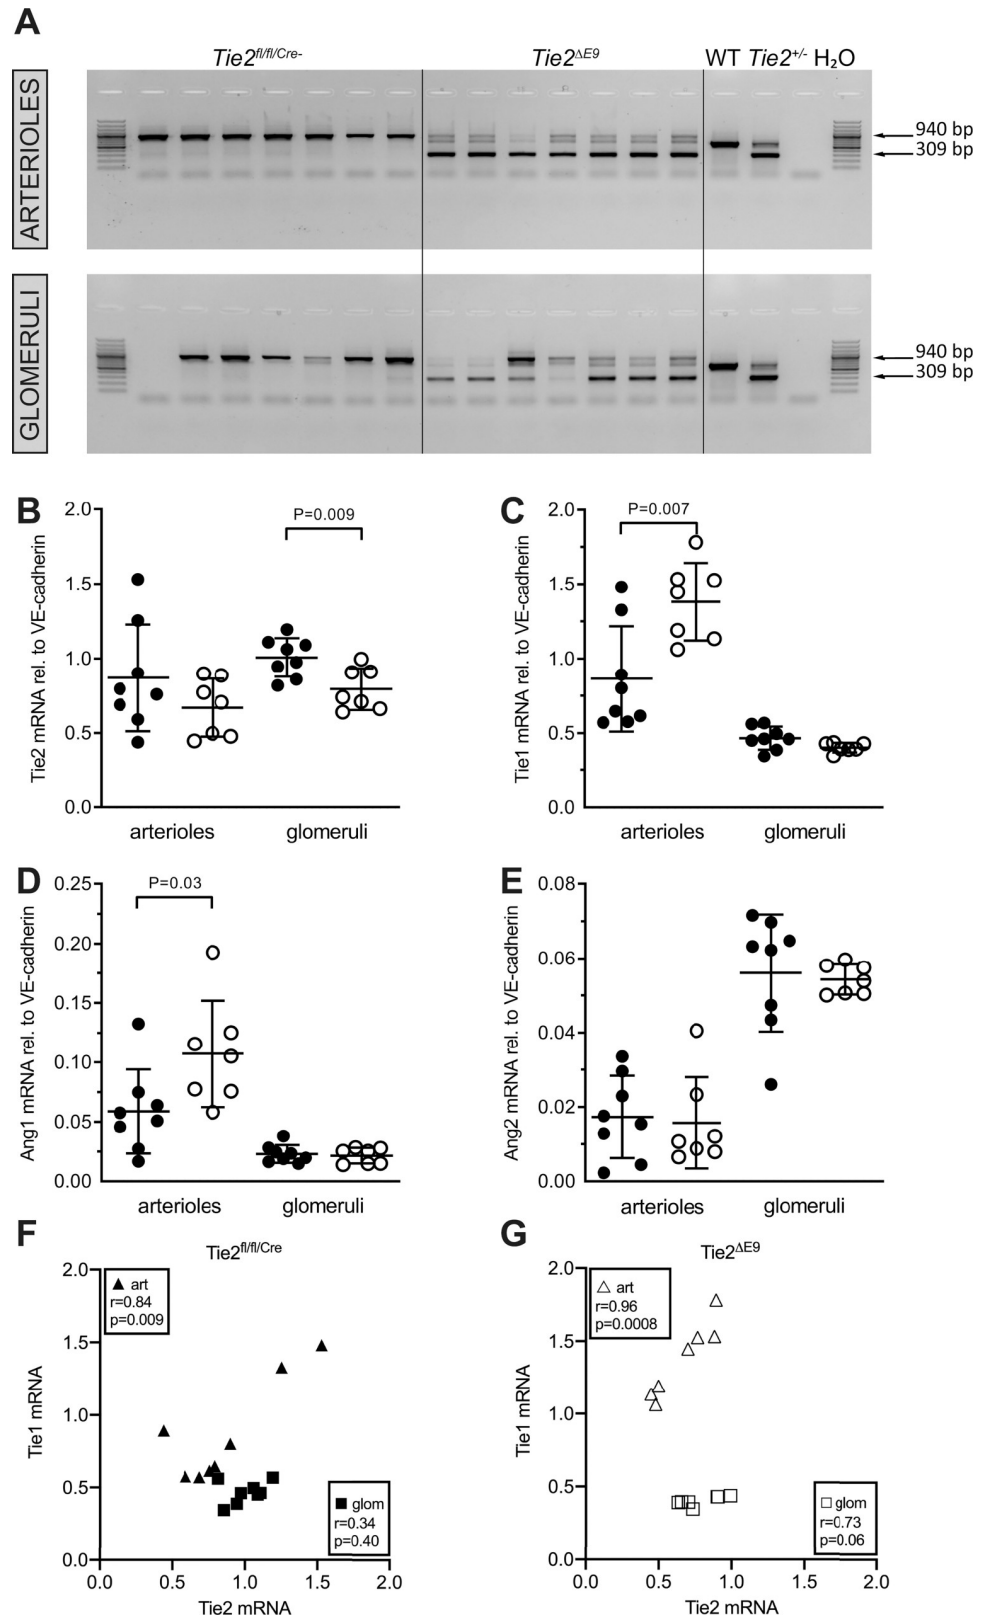 A
Tie2fl/fl/Cre- Tie2ΔE9 WT Tie2+/- H₂O
ARTERIOLES
940 bp
309 bp
GLOMERULI
940 bp
309 bp
B
P=0.009
Tie2 mRNA rel. to VE-cadherin
2.0
1.5
1.0
0.5
0.0
arterioles glomeruli
C
P=0.007
Tie1 mRNA rel. to VE-cadherin
2.0
1.5
1.0
0.5
0.0
arterioles glomeruli
D
P=0.03
Ang1 mRNA rel. to VE-cadherin
0.25
0.20
0.15
0.10
0.05
0.00
arterioles glomeruli
E
Ang2 mRNA rel. to VE-cadherin
0.08
0.06
0.04
0.02
0.00
arterioles glomeruli
F
Tie2fl/fl/Cre
Tie1 mRNA
2.0
1.5
1.0
0.5
0.0
art
r=0.84
p=0.009
glom
r=0.34
p=0.40
0.0 0.5 1.0 1.5 2.0
Tie2 mRNA
G
Tie2ΔE9
Tie1 mRNA
2.0
1.5
1.0
0.5
0.0
art
r=0.96
p=0.0008
glom
r=0.73
p=0.06
0.0 0.5 1.0 1.5 2.0
Tie2 mRNA